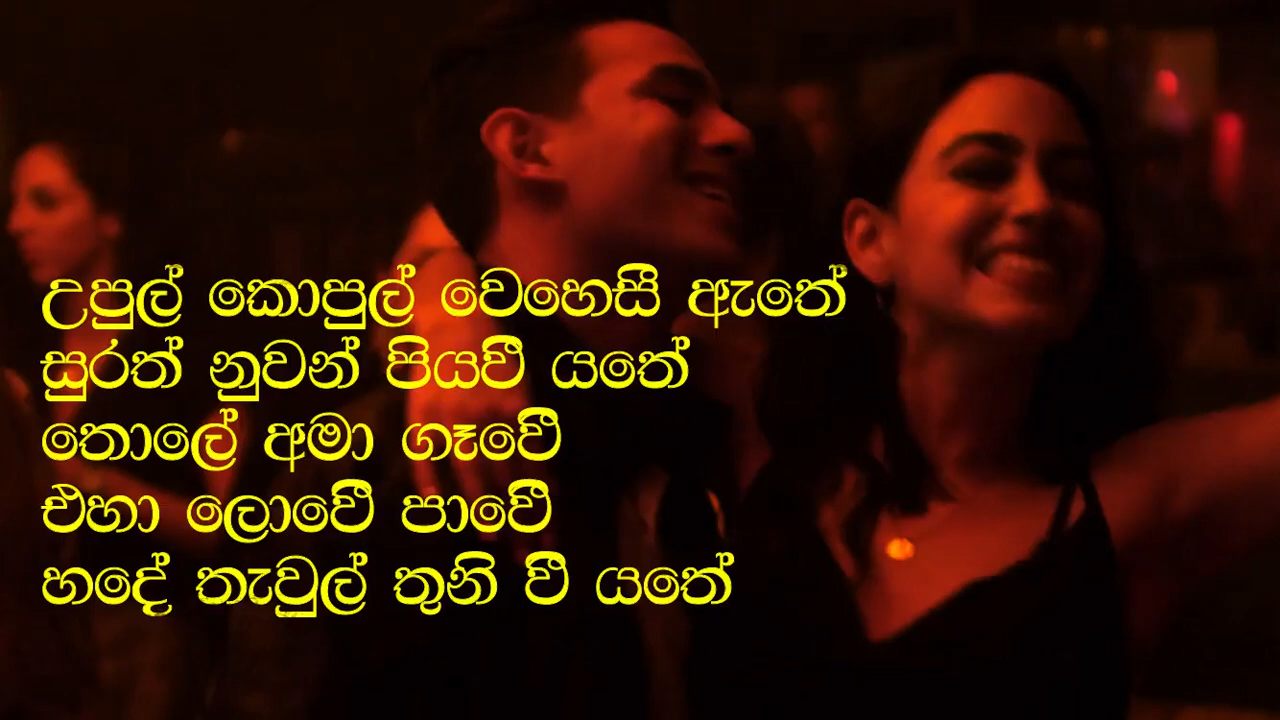 උපුල් කොපුල් වෙහෙසී ඇතේ
සුරත් නුවන් පියවී යතේ
තොලේ අමා ගෑවේ
එහා ලොවේ පාවේ
හදේ තැවුල් තුනි වී යතේ